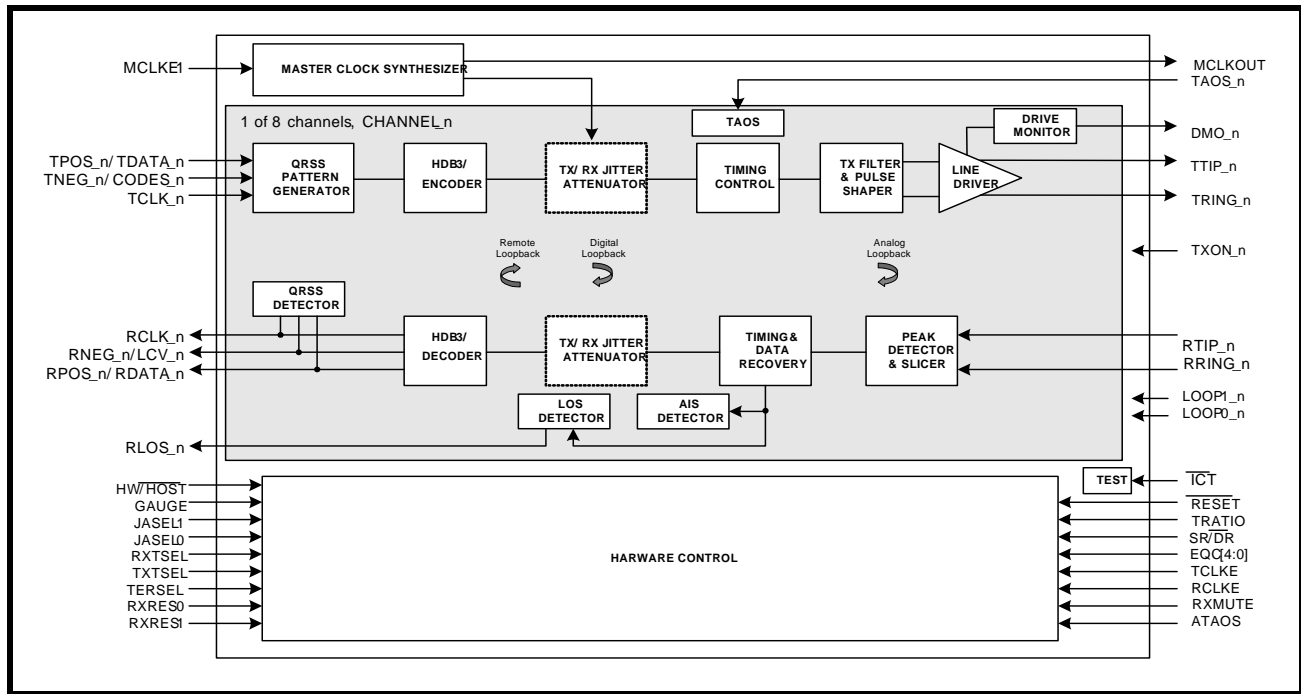 MCLKE1
MASTER CLOCK SYNTHESIZER
MCLKOUT
TAOS_n
1 of 8 channels, CHANNEL_n
TAOS
DRIVE
MONITOR
DMO_n
TPOS_n/ TDATA_n
TNEG_n/ CODES_n
TCLK_n
QRSS
PATTERN
GENERATOR
HDB3/
ENCODER
TX/ RX JITTER
ATTENUATOR
TIMING
CONTROL
TX FILTER
& PULSE
SHAPER
LINE
DRIVER
TTIP_n
TRING_n
Remote
Loopback
Digital
Loopback
Analog
Loopback
TXON_n
QRSS
DETECTOR
RCLK_n
RNEG_n/ LCV_n
RPOS_n/ RDATA_n
HDB3/
DECODER
TX/ RX JITTER
ATTENUATOR
TIMING &
DATA
RECOVERY
PEAK
DETECTOR
& SLICER
RTIP_n
RRING_n
LOS
DETECTOR
AIS
DETECTOR
LOOP1_n
LOOP0_n
RLOS_n
TEST
ICT
HW/HOST
GAUGE
JASEL1
JASEL0
RXTSEL
TXTSEL
TERSEL
RXRES0
RXRES1
HARWARE CONTROL
RESET
TRATIO
SR/DR
EQC[4:0]
TCLKE
RCLKE
RXMUTE
ATAOS